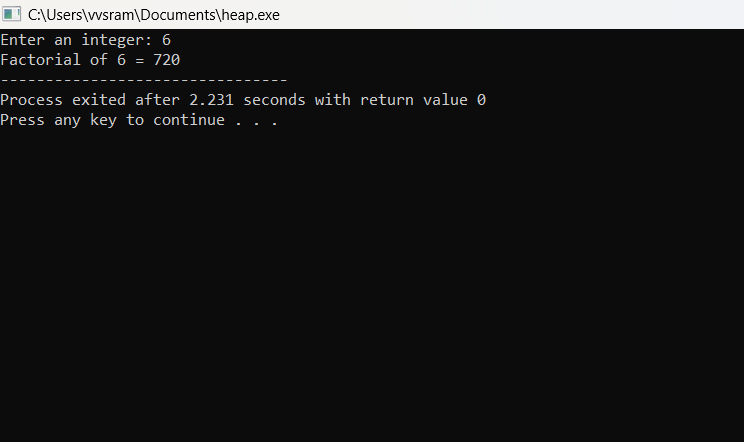 C:\Users\vvsram\Documents\heap.exe
Enter an integer: 6
Factorial of 6 = 720
--------------------------------
Process exited after 2.231 seconds with return value 0
Press any key to continue . . .